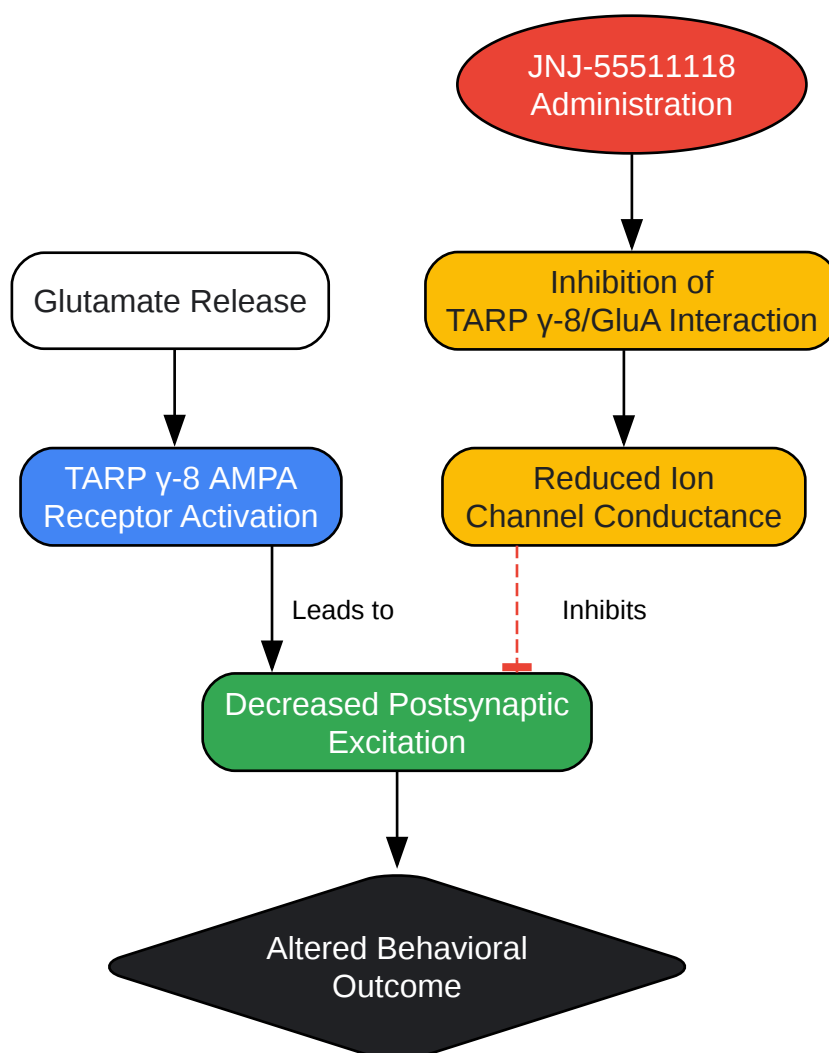 JNJ-55511118
Administration
Glutamate Release
Inhibition of
TARP γ-8/GluA Interaction
TARP γ-8 AMPA
Receptor Activation
Reduced Ion
Channel Conductance
Leads to
Inhibits
Decreased Postsynaptic
Excitation
Altered Behavioral
Outcome